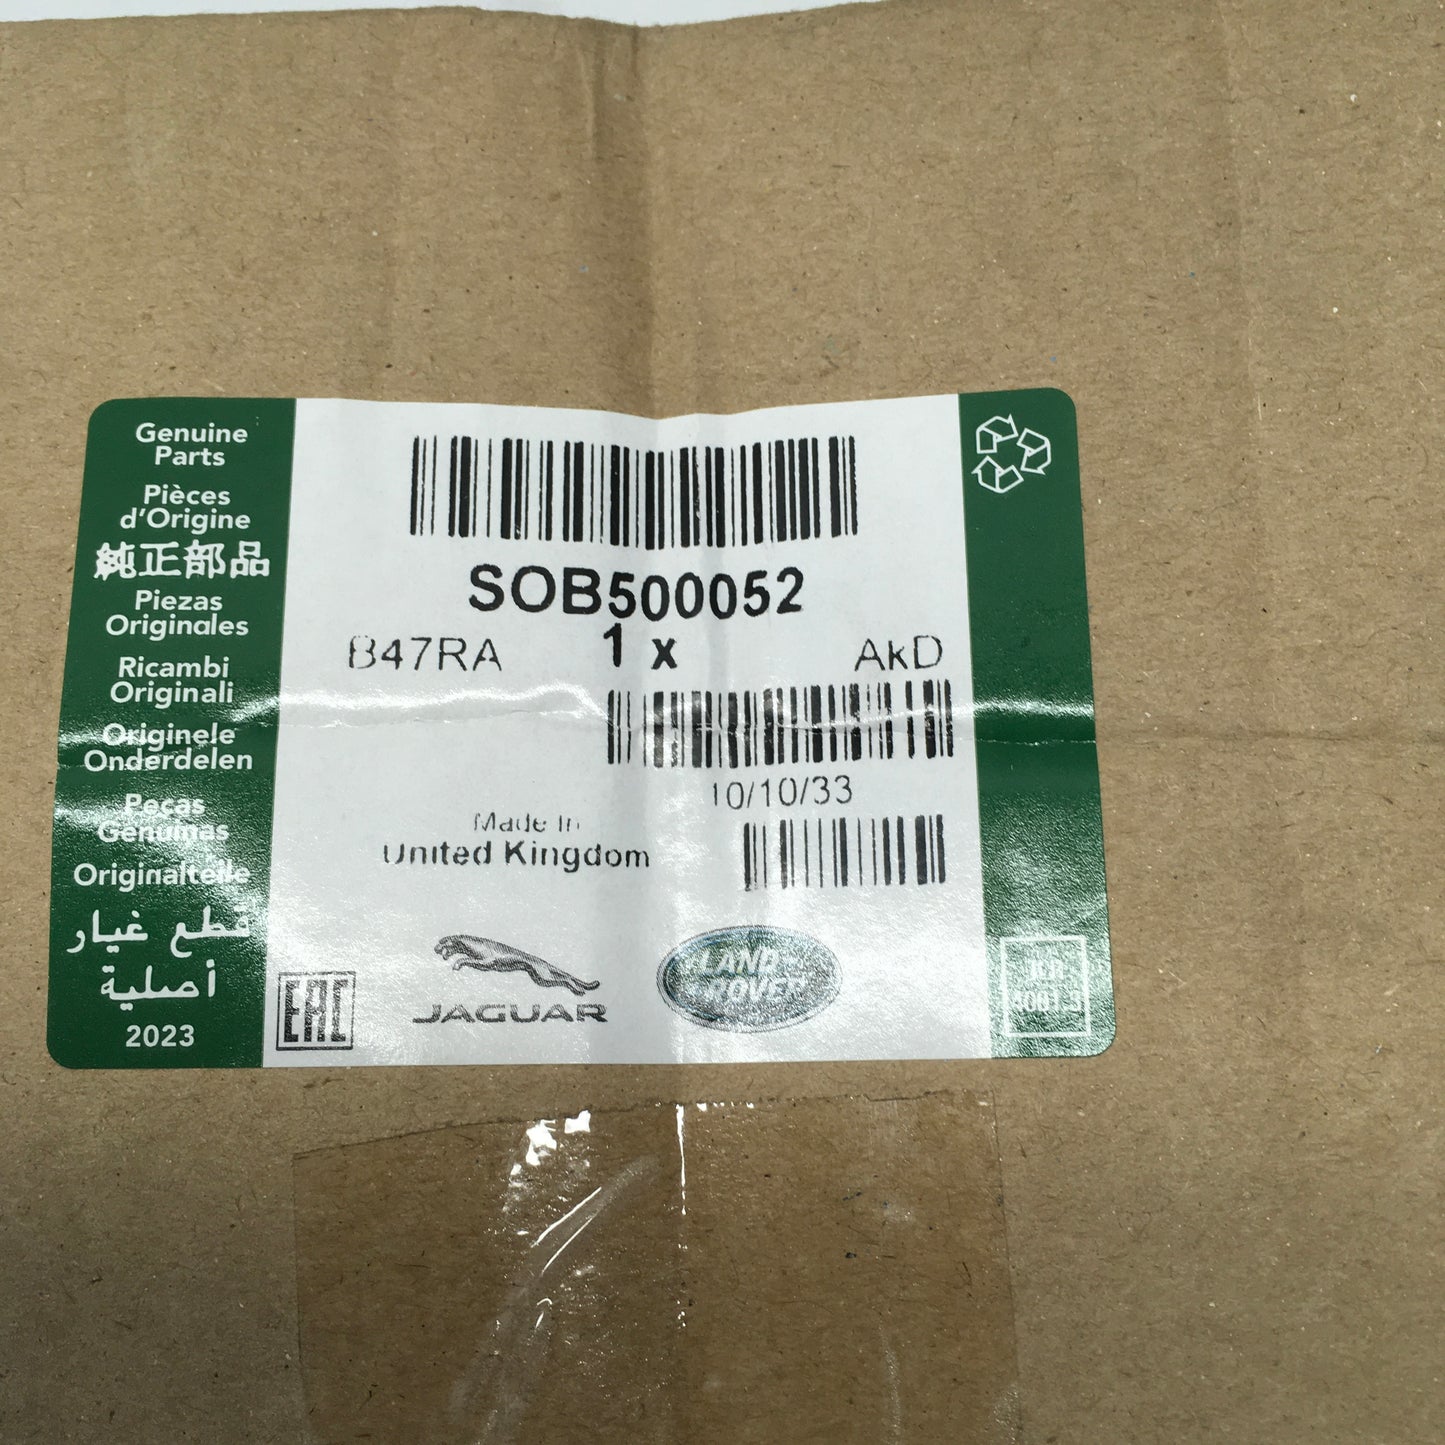 Genuine
Parts
Pièces
d'Origine
純正部品
Piezas
Originales
Ricambi
Originali
Originele
Onderdelen
Peças
Genuínas
Originalteile
قطع غيار
أصلية
2023
SOB500052
B47RA 1 x AkD
10/10/33
Made In
United Kingdom
EAC
JAGUAR
LAND
ROVER